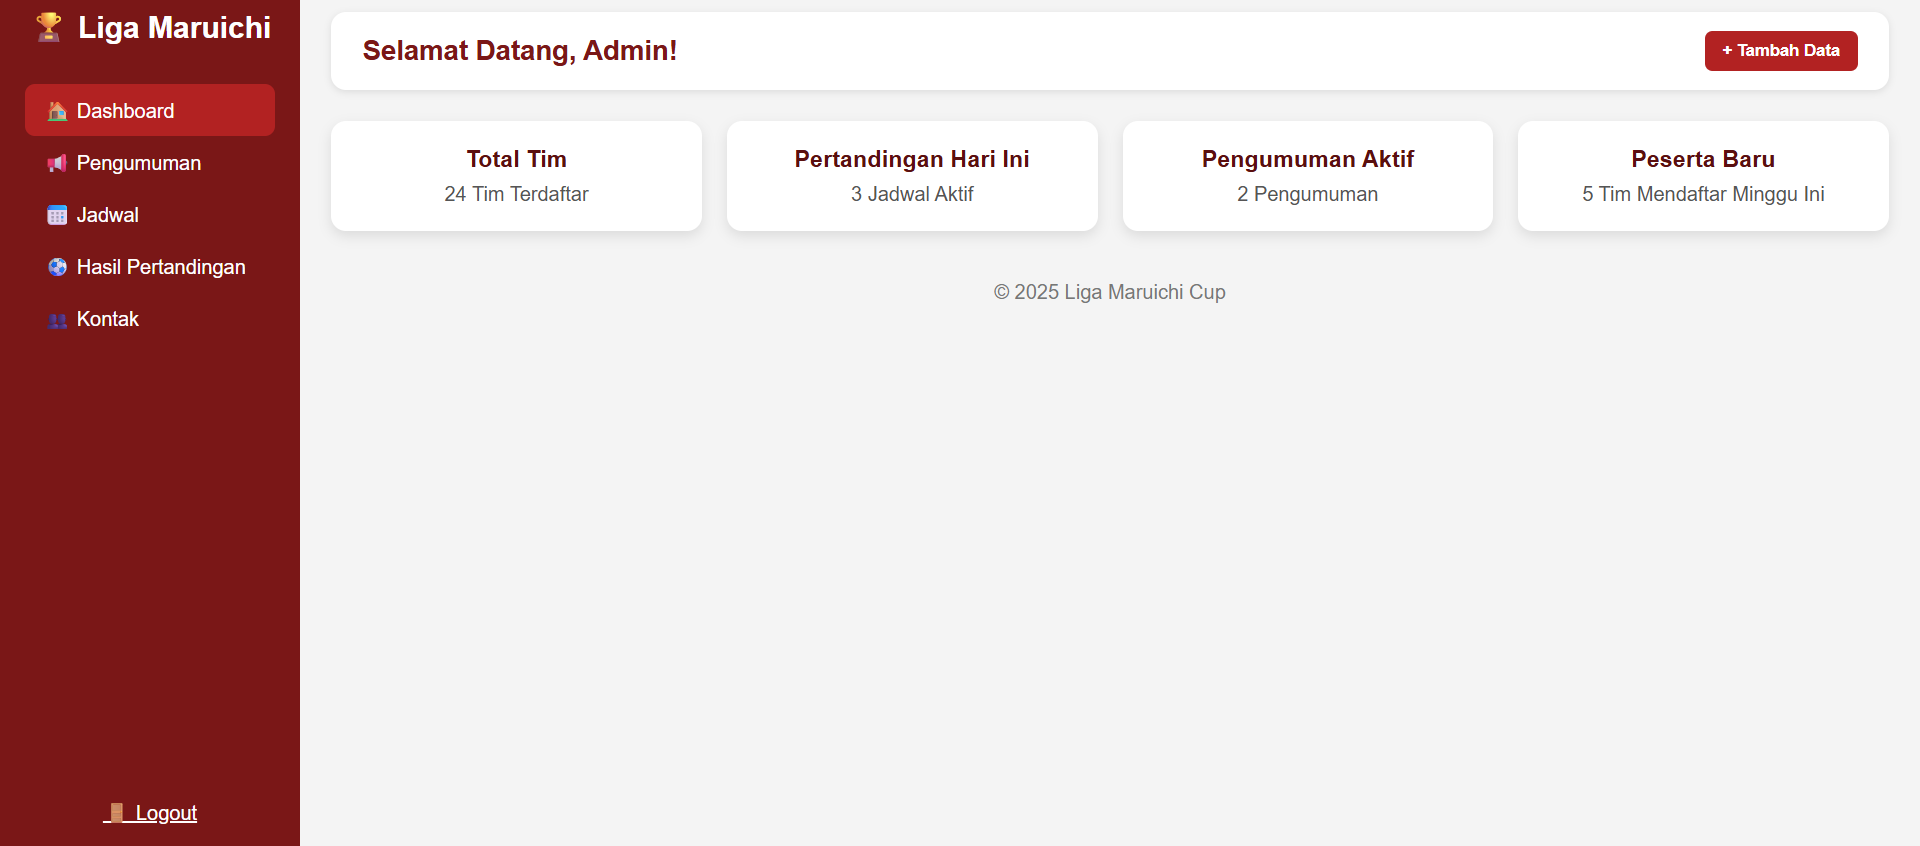 🏆 Liga Maruichi
🏠 Dashboard
📢 Pengumuman
📅 Jadwal
⚽ Hasil Pertandingan
👥 Kontak
🚪 Logout
Selamat Datang, Admin!
+ Tambah Data
Total Tim
24 Tim Terdaftar
Pertandingan Hari Ini
3 Jadwal Aktif
Pengumuman Aktif
2 Pengumuman
Peserta Baru
5 Tim Mendaftar Minggu Ini
© 2025 Liga Maruichi Cup